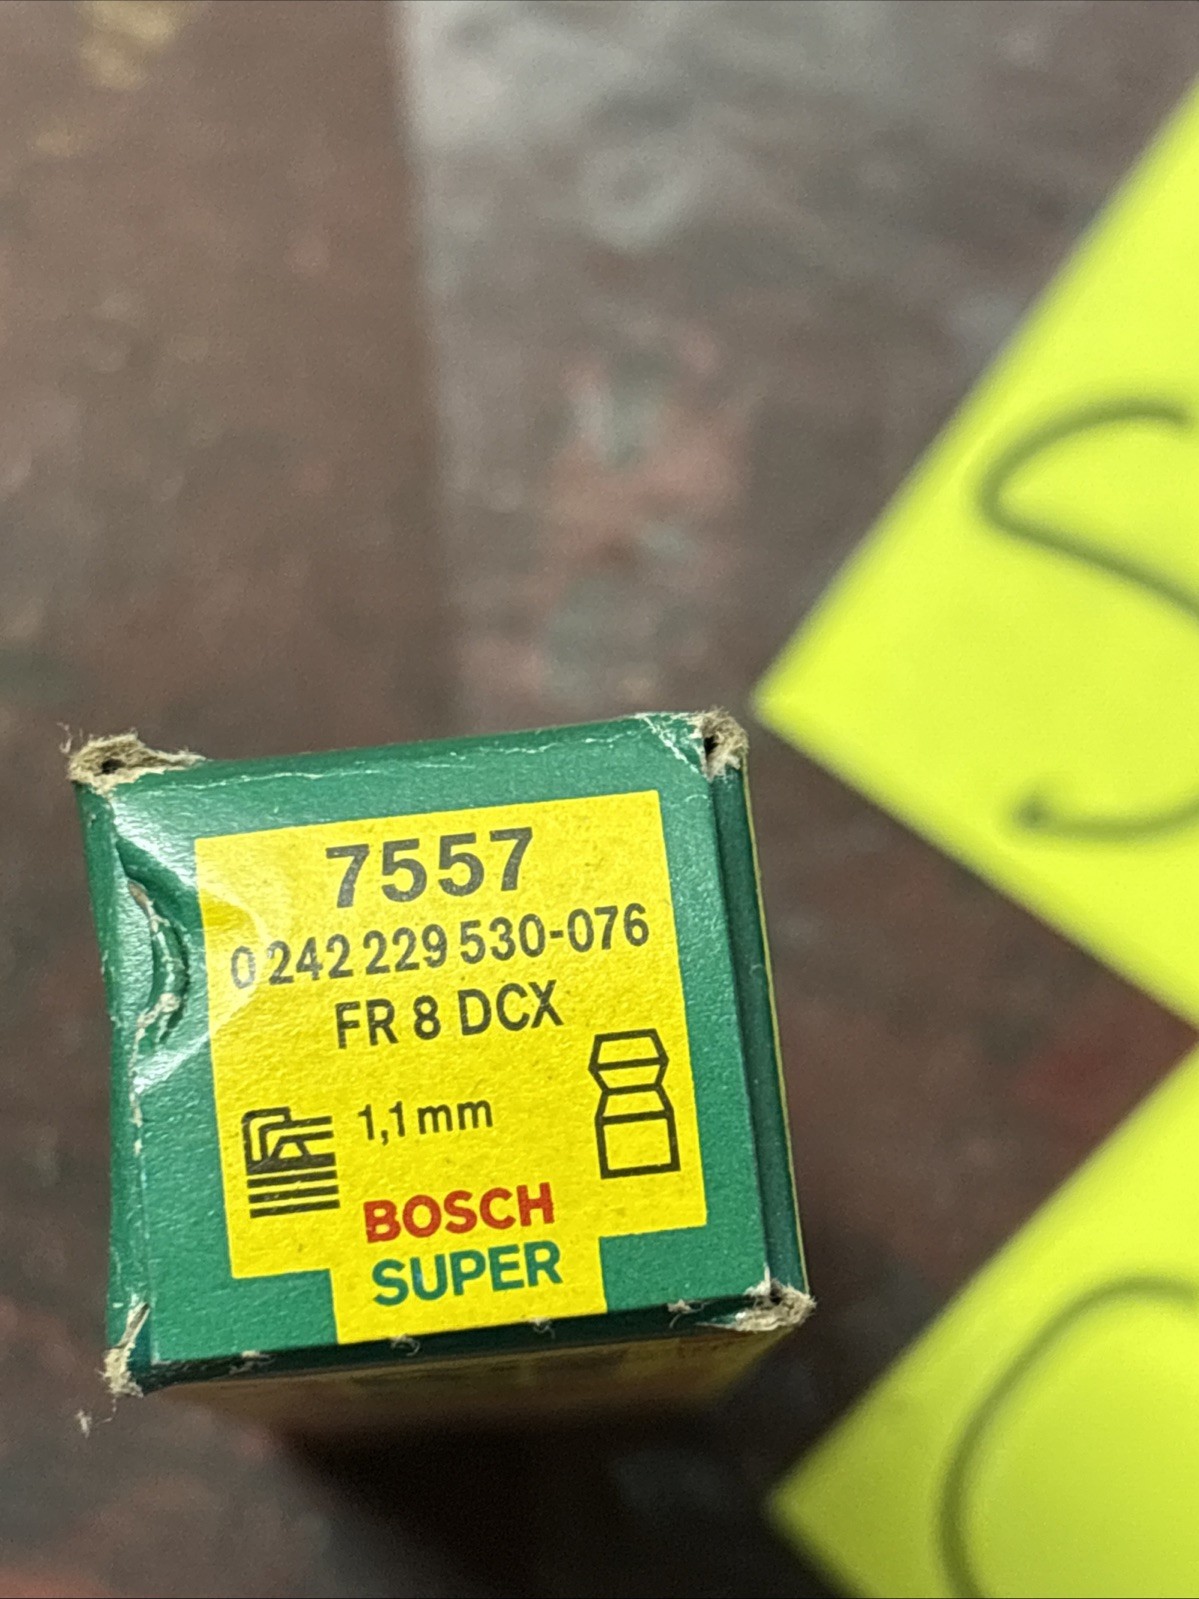 7557
0 242 229 530-076
FR 8 DCX
1,1 mm
BOSCH
SUPER